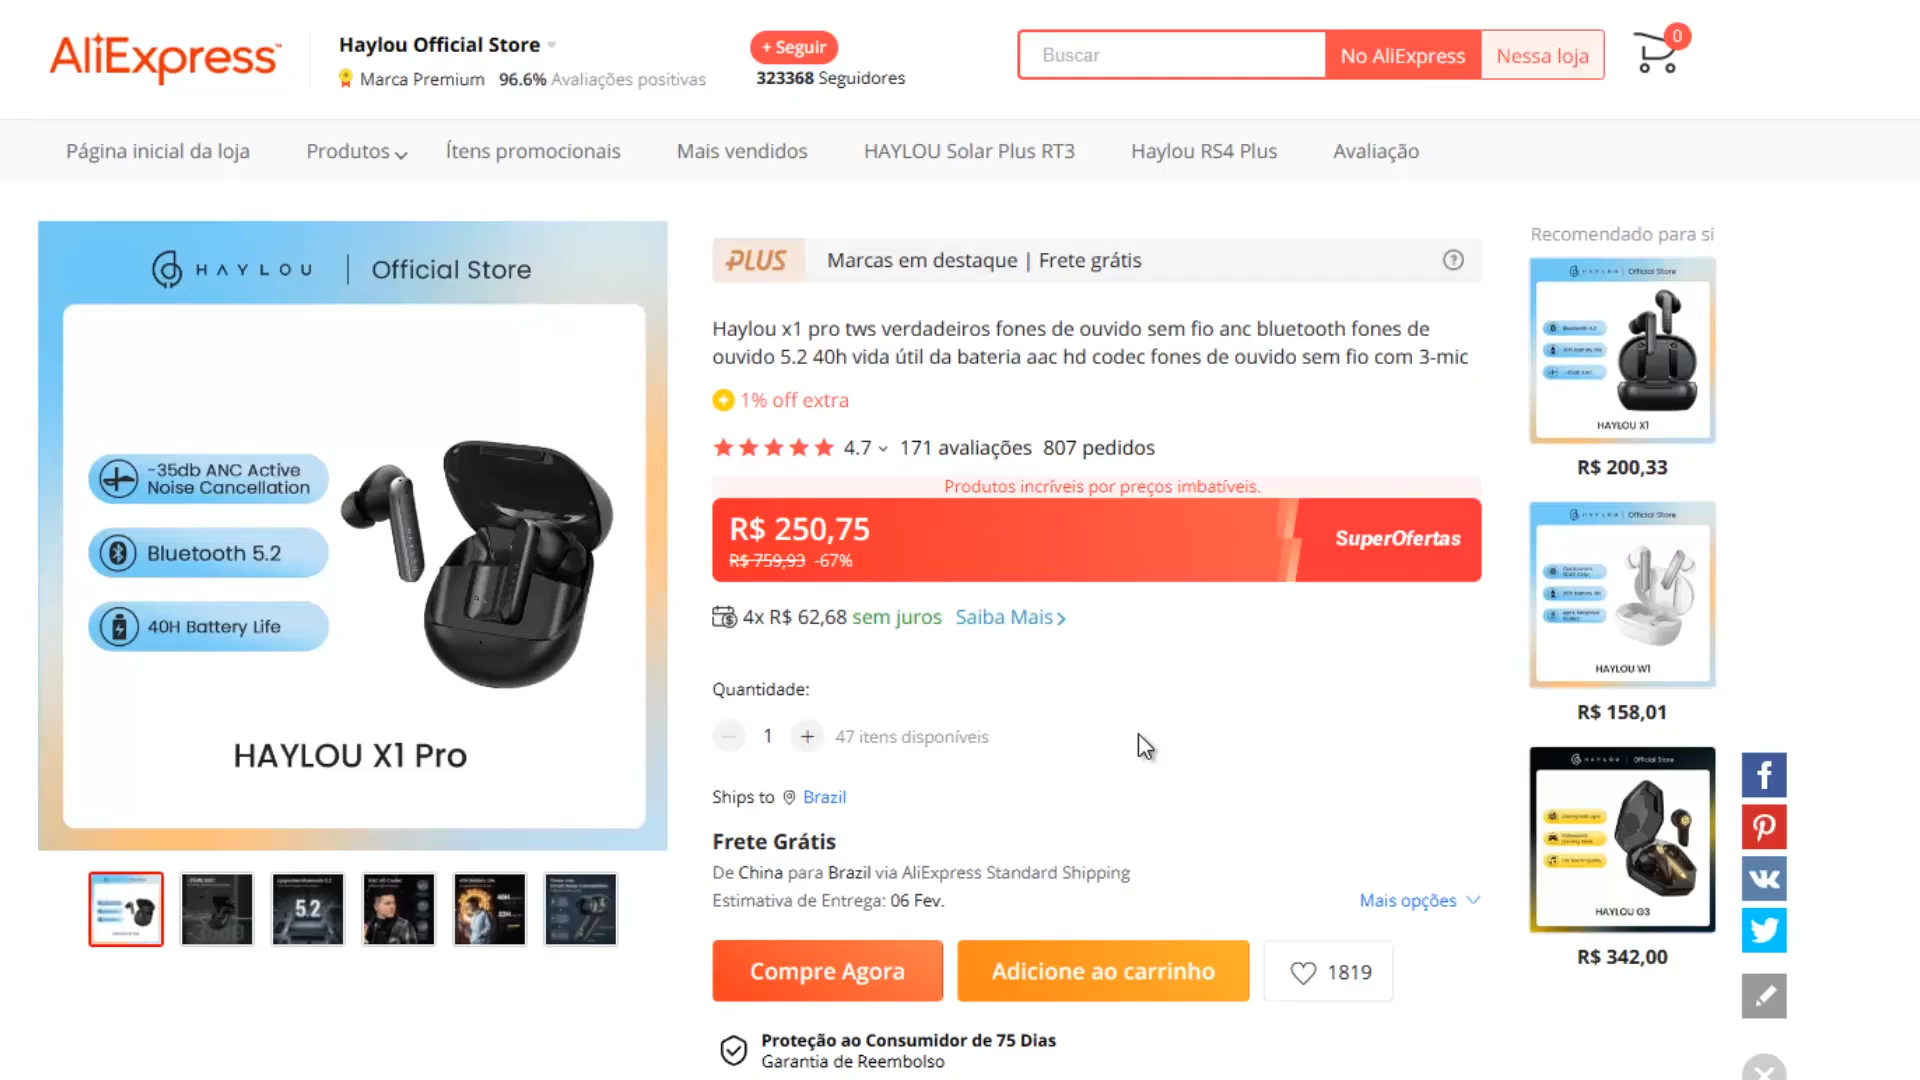 AliExpress™
Haylou Official Store
Marca Premium 96.6% Avaliações positivas
+ Seguir
323368 Seguidores
Buscar
No AliExpress
Nessa loja
0
Página inicial da loja
Produtos
Ítens promocionais
Mais vendidos
HAYLOU Solar Plus RT3
Haylou RS4 Plus
Avaliação
HAYLOU | Official Store
-35db ANC Active
Noise Cancellation
Bluetooth 5.2
40H Battery Life
HAYLOU X1 Pro
5.2
PLUS
Marcas em destaque | Frete grátis
?
Haylou x1 pro tws verdadeiros fones de ouvido sem fio anc bluetooth fones de
ouvido 5.2 40h vida útil da bateria aac hd codec fones de ouvido sem fio com 3-mic
1% off extra
4.7 171 avaliações 807 pedidos
Produtos incríveis por preços imbatíveis.
R$ 250,75
R$ 759,93 -67%
SuperOfertas
4x R$ 62,68 sem juros Saiba Mais
Quantidade:
1
47 itens disponíveis
Ships to Brazil
Frete Grátis
De China para Brazil via AliExpress Standard Shipping
Estimativa de Entrega: 06 Fev.
Mais opções
Compre Agora
Adicione ao carrinho
1819
Proteção ao Consumidor de 75 Dias
Garantia de Reembolso
Recomendado para si
Official Store
HAYLOU X1
R$ 200,33
Official Store
HAYLOU W1
R$ 158,01
Official Store
HAYLOU G3
R$ 342,00